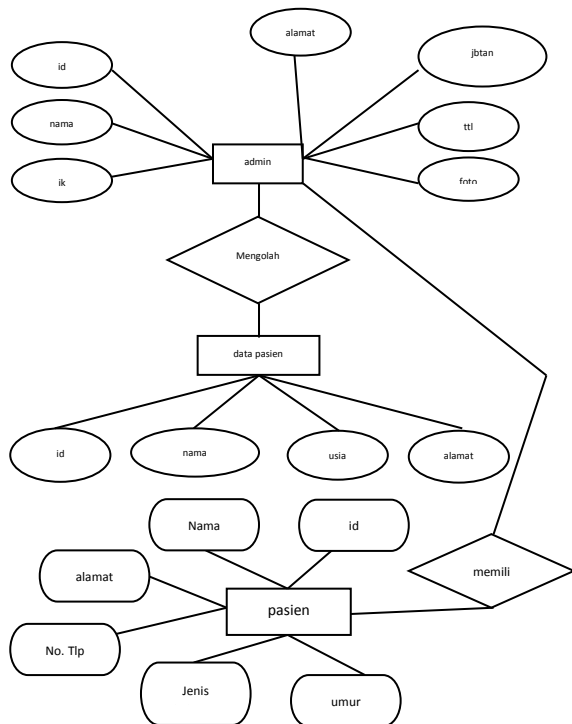 alamat
id
jbtan
nama
ttl
admin
jk
foto
Mengolah
data pasien
id
nama
usia
alamat
Nama
id
alamat
memili
pasien
No. Tlp
Jenis
umur